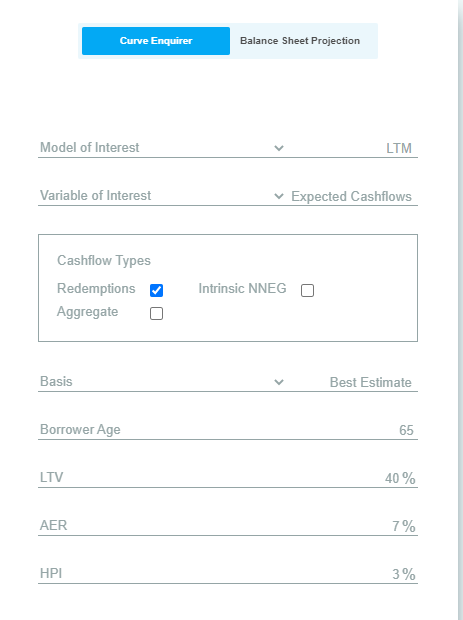 Curve Enquirer Balance Sheet Projection
Model of Interest LTM
Variable of Interest Expected Cashflows
Cashflow Types
Redemptions Intrinsic NNEG
Aggregate
Basis Best Estimate
Borrower Age 65
LTV 40 %
AER 7 %
HPI 3 %